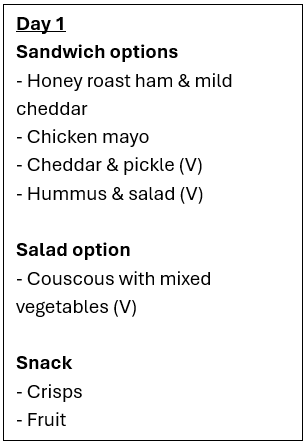 Day 1
Sandwich options
- Honey roast ham & mild
cheddar
- Chicken mayo
- Cheddar & pickle (V)
- Hummus & salad (V)
Salad option
- Couscous with mixed
vegetables (V)
Snack
- Crisps
- Fruit